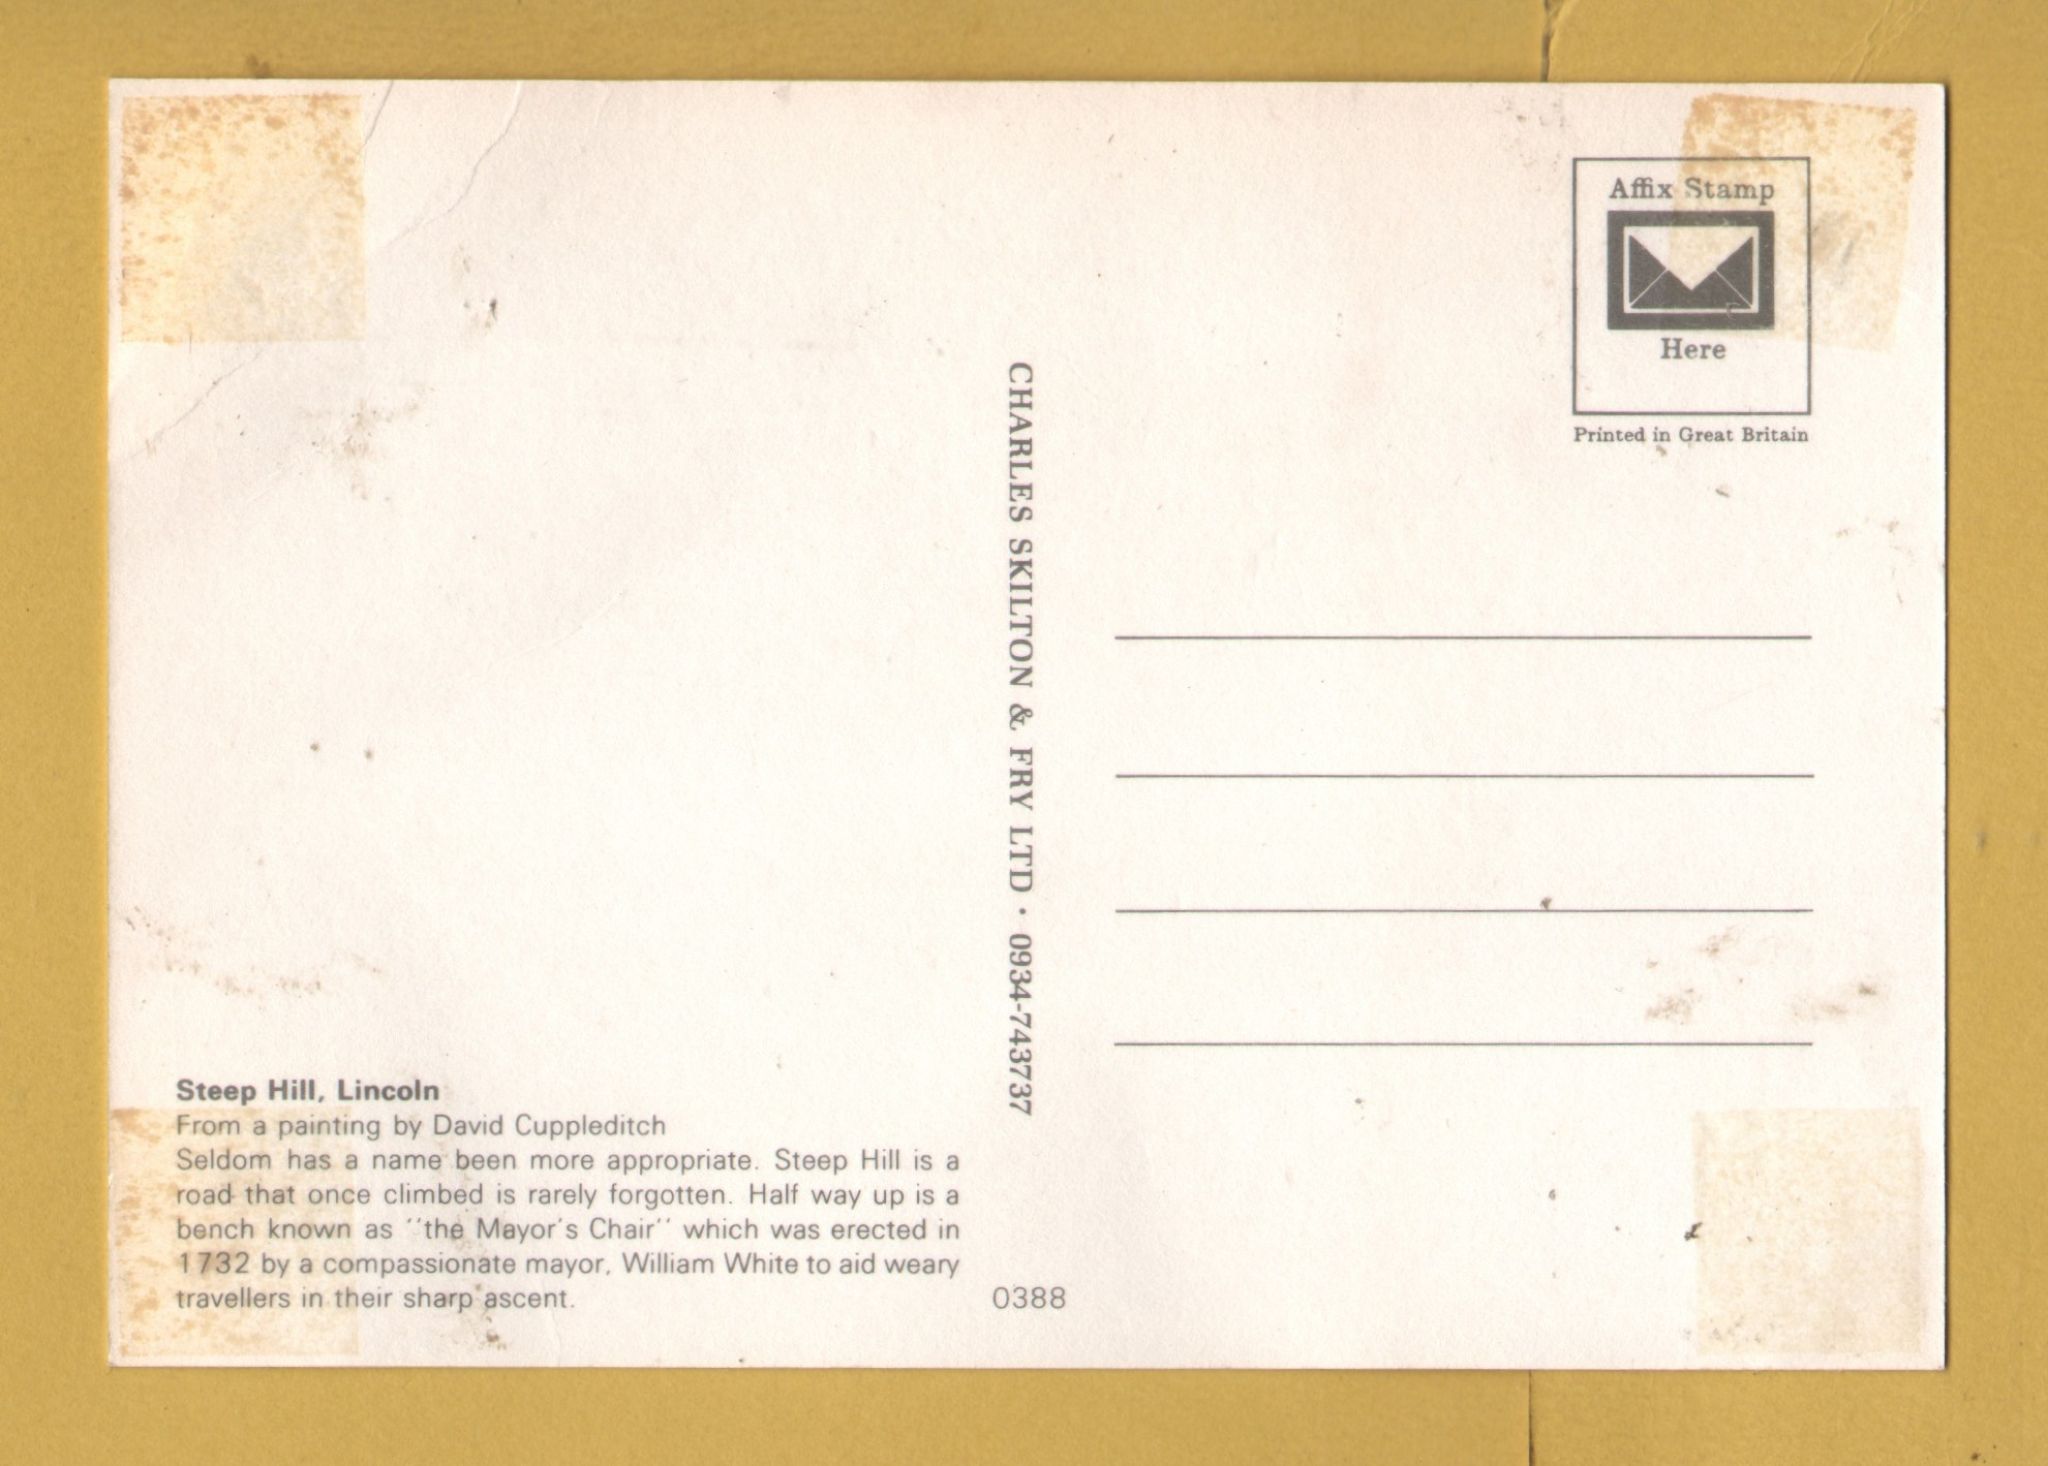 Affix Stamp
Here
Printed in Great Britain
CHARLES SKILTON & FRY LTD · 0934-743737
Steep Hill, Lincoln
From a painting by David Cuppleditch
Seldom has a name been more appropriate. Steep Hill is a
road that once climbed is rarely forgotten. Half way up is a
bench known as ''the Mayor's Chair'' which was erected in
1732 by a compassionate mayor, William White to aid weary
travellers in their sharp ascent.
0388